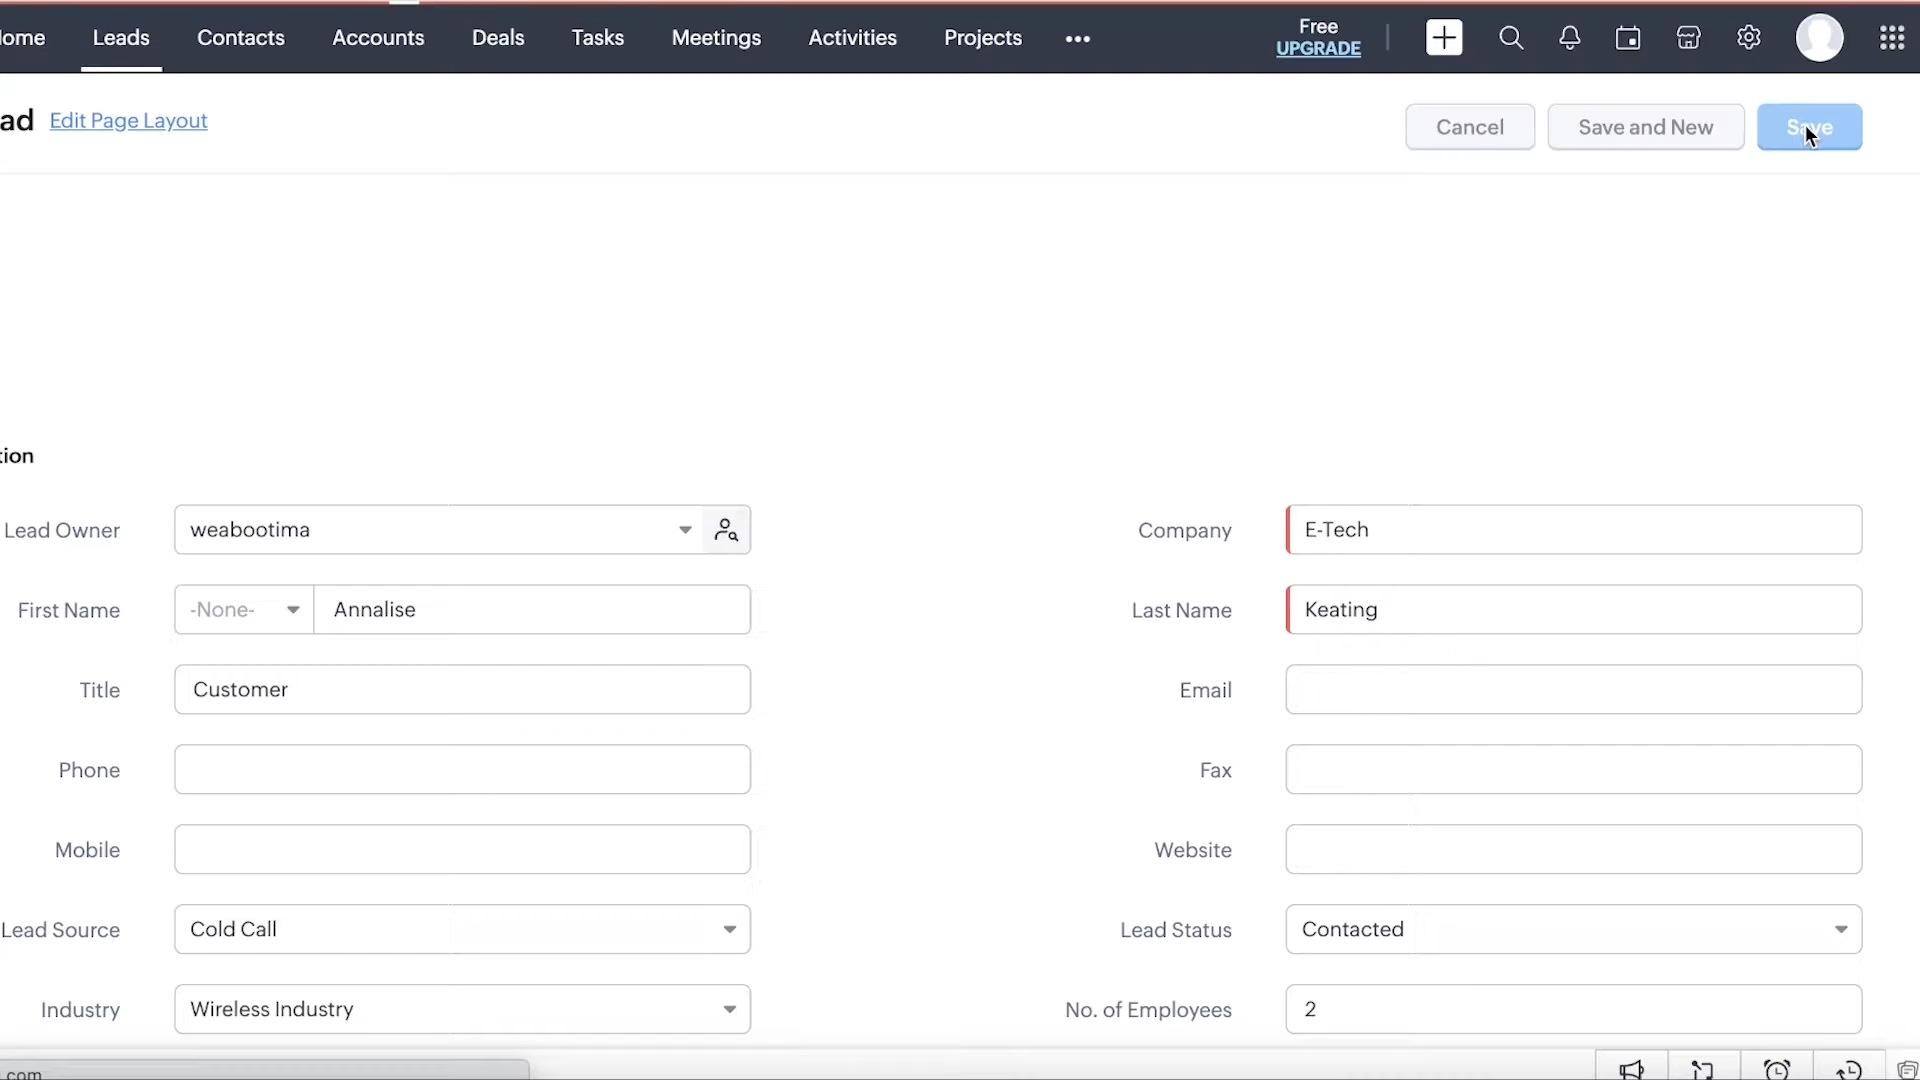 ome Leads Contacts Accounts Deals Tasks Meetings Activities Projects ••• Free
UPGRADE
ad Edit Page Layout Cancel Save and New Save
tion
Lead Owner weabootima Company E-Tech
First Name -None- Annalise Last Name Keating
Title Customer Email
Phone Fax
Mobile Website
Lead Source Cold Call Lead Status Contacted
Industry Wireless Industry No. of Employees 2
.com